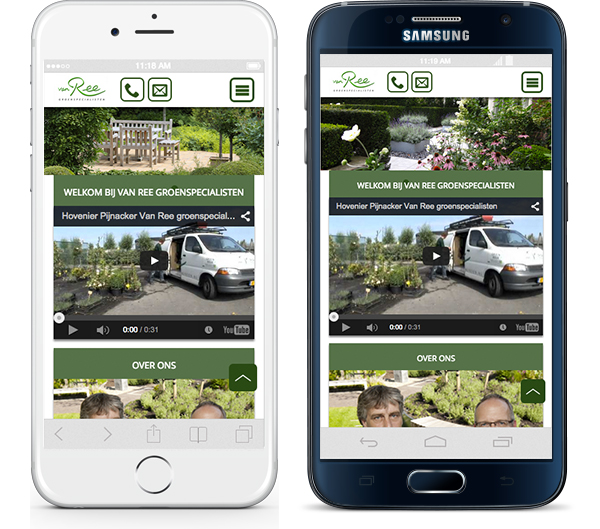 11:16 AM
van Ree
GROENSPECIALISTEN
WELKOM BIJ VAN REE GROENSPECIALISTEN
Hovenier Pijnacker Van Ree groenspecial...
0:00 / 0:31
YouTube
OVER ONS
SAMSUNG
11:19 AM
van Ree
GROENSPECIALISTEN
WELKOM BIJ VAN REE GROENSPECIALISTEN
Hovenier Pijnacker Van Ree groenspecialisten
0:00 / 0:31
YouTube
OVER ONS